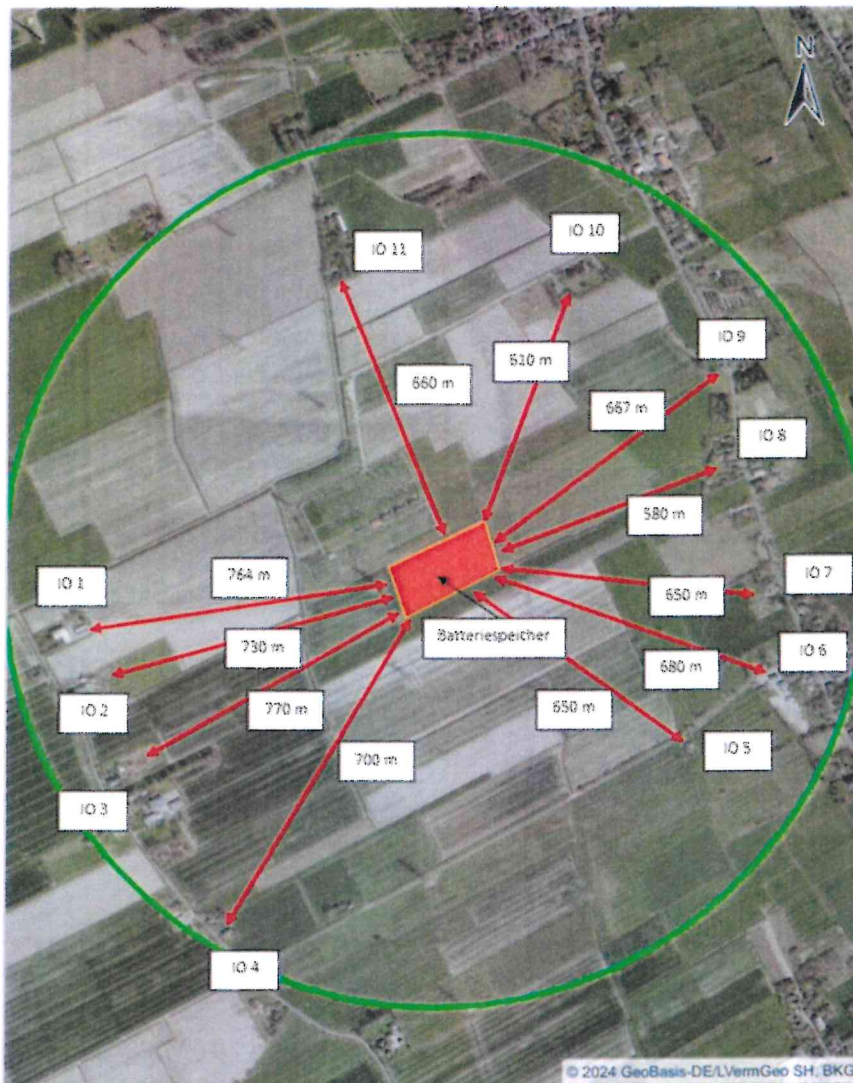 N
IO 11
IO 10
IO 9
660 m
610 m
667 m
IO 8
580 m
764 m
IO 1
IO 7
650 m
Batteriespeicher
730 m
IO 6
680 m
IO 2
770 m
650 m
IO 5
700 m
IO 3
IO 4
© 2024 GeoBasis-DE/LVermGeo SH, BKG